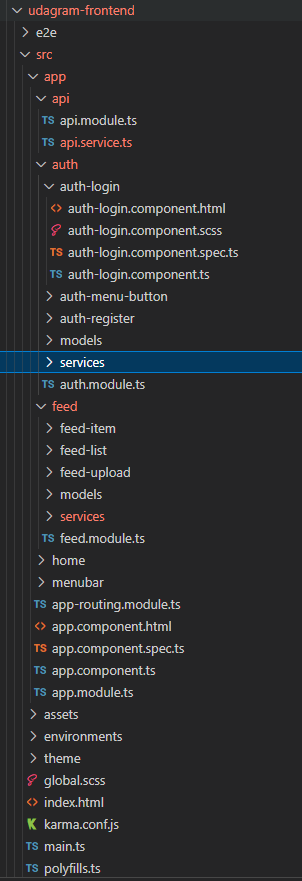 udagram-frontend
e2e
src
app
api
TS api.module.ts
TS api.service.ts
auth
auth-login
auth-login.component.html
auth-login.component.scss
TS auth-login.component.spec.ts
TS auth-login.component.ts
auth-menu-button
auth-register
models
services
TS auth.module.ts
feed
feed-item
feed-list
feed-upload
models
services
TS feed.module.ts
home
menubar
TS app-routing.module.ts
app.component.html
TS app.component.spec.ts
TS app.component.ts
TS app.module.ts
assets
environments
theme
global.scss
index.html
karma.conf.js
TS main.ts
TS polyfills.ts